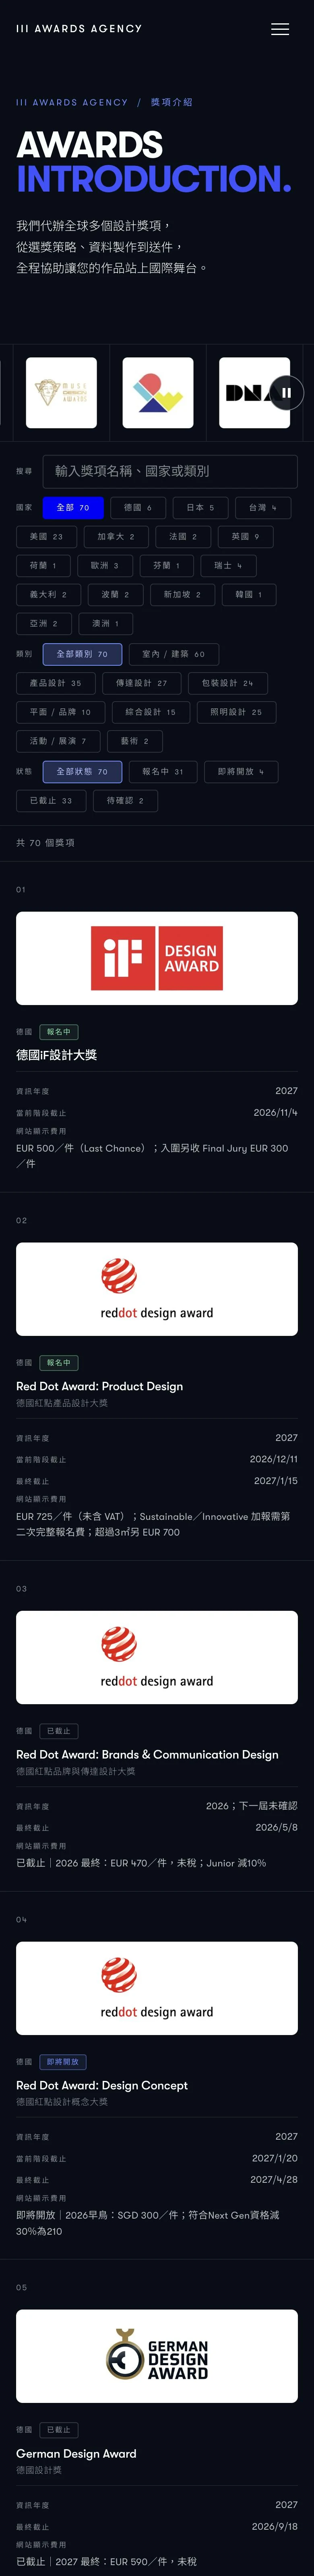 III AWARDS AGENCY
III AWARDS AGENCY / 獎項介紹
AWARDS
INTRODUCTION.
我們代辦全球多個設計獎項，
從選獎策略、資料製作到送件，
全程協助讓您的作品站上國際舞台。
MUSE
DESIGN
AWARDS
DNA
搜尋 輸入獎項名稱、國家或類別
國家 全部 70 德國 6 日本 5 台灣 4
美國 23 加拿大 2 法國 2 英國 9
荷蘭 1 歐洲 3 芬蘭 1 瑞士 4
義大利 2 波蘭 2 新加坡 2 韓國 1
亞洲 2 澳洲 1
類別 全部類別 70 室內 / 建築 60
產品設計 35 傳達設計 27 包裝設計 24
平面 / 品牌 10 綜合設計 15 照明設計 25
活動 / 展演 7 藝術 2
狀態 全部狀態 70 報名中 31 即將開放 4
已截止 33 待確認 2
共 70 個獎項
01
iF DESIGN
AWARD
德國 報名中
德國iF設計大獎
資訊年度 2027
當前階段截止 2026/11/4
網站顯示費用
EUR 500／件（Last Chance）；入圍另收 Final Jury EUR 300
／件
02
reddot design award
德國 報名中
Red Dot Award: Product Design
德國紅點產品設計大獎
資訊年度 2027
當前階段截止 2026/12/11
最終截止 2027/1/15
網站顯示費用
EUR 725／件（未含 VAT）；Sustainable／Innovative 加報需第
二次完整報名費；超過3㎡另 EUR 700
03
reddot design award
德國 已截止
Red Dot Award: Brands & Communication Design
德國紅點品牌與傳達設計大獎
資訊年度 2026；下一屆未確認
最終截止 2026/5/8
網站顯示費用
已截止｜2026 最終：EUR 470／件，未稅；Junior 減10%
04
reddot design award
德國 即將開放
Red Dot Award: Design Concept
德國紅點設計概念大獎
資訊年度 2027
當前階段截止 2027/1/20
最終截止 2027/4/28
網站顯示費用
即將開放｜2026早鳥：SGD 300／件；符合Next Gen資格減
30%為210
05
GERMAN
DESIGN
AWARD
德國 已截止
German Design Award
德國設計獎
資訊年度 2027
最終截止 2026/9/18
網站顯示費用
已截止｜2027 最終：EUR 590／件，未稅